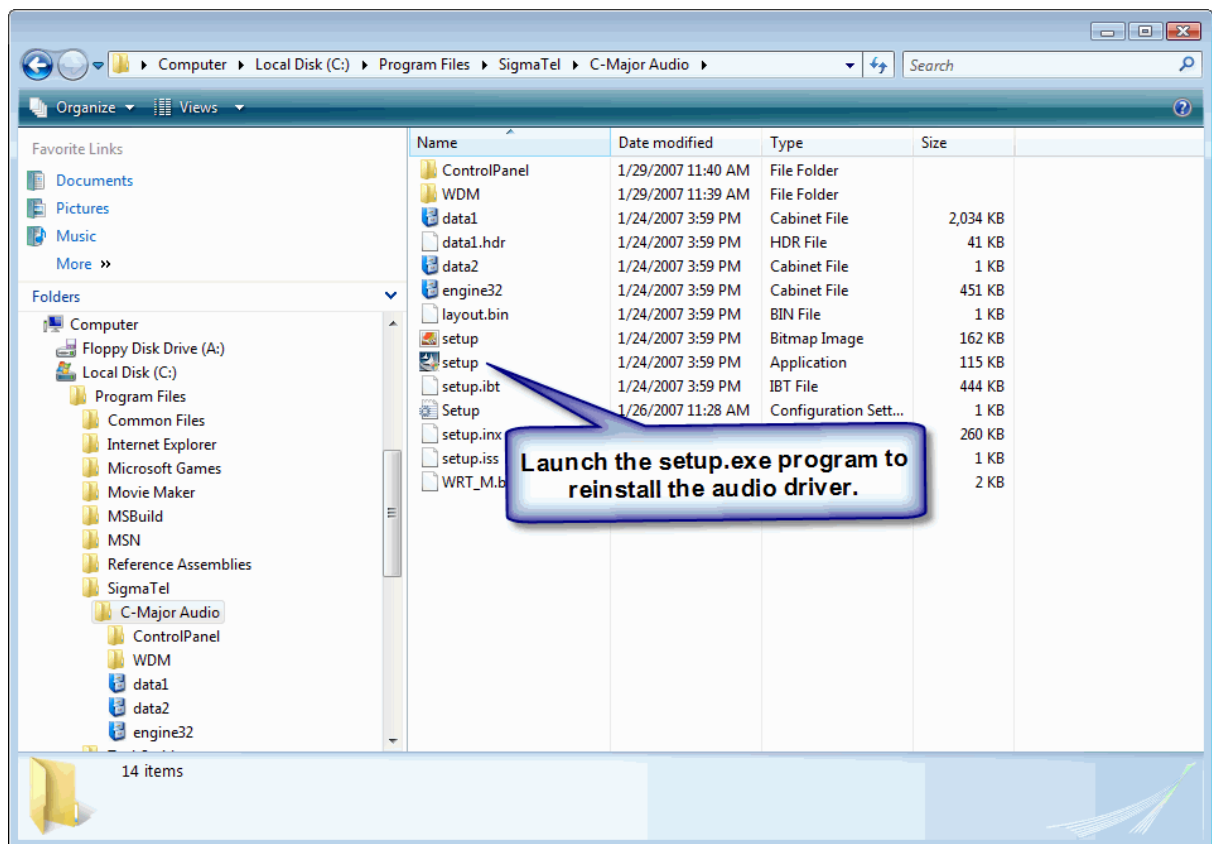 Computer ▸ Local Disk (C:) ▸ Program Files ▸ SigmaTel ▸ C-Major Audio ▸
Search
Organize
Views
Favorite Links
Documents
Pictures
Music
More »
Folders
Computer
Floppy Disk Drive (A:)
Local Disk (C:)
Program Files
Common Files
Internet Explorer
Microsoft Games
Movie Maker
MSBuild
MSN
Reference Assemblies
SigmaTel
C-Major Audio
ControlPanel
WDM
data1
data2
engine32
Name Date modified Type Size
ControlPanel 1/29/2007 11:40 AM File Folder
WDM 1/29/2007 11:39 AM File Folder
data1 1/24/2007 3:59 PM Cabinet File 2,034 KB
data1.hdr 1/24/2007 3:59 PM HDR File 41 KB
data2 1/24/2007 3:59 PM Cabinet File 1 KB
engine32 1/24/2007 3:59 PM Cabinet File 451 KB
layout.bin 1/24/2007 3:59 PM BIN File 1 KB
setup 1/24/2007 3:59 PM Bitmap Image 162 KB
setup 1/24/2007 3:59 PM Application 115 KB
setup.ibt 1/24/2007 3:59 PM IBT File 444 KB
Setup 1/26/2007 11:28 AM Configuration Sett... 1 KB
setup.inx 260 KB
setup.iss 1 KB
WRT_M.b 2 KB
Launch the setup.exe program to
reinstall the audio driver.
14 items